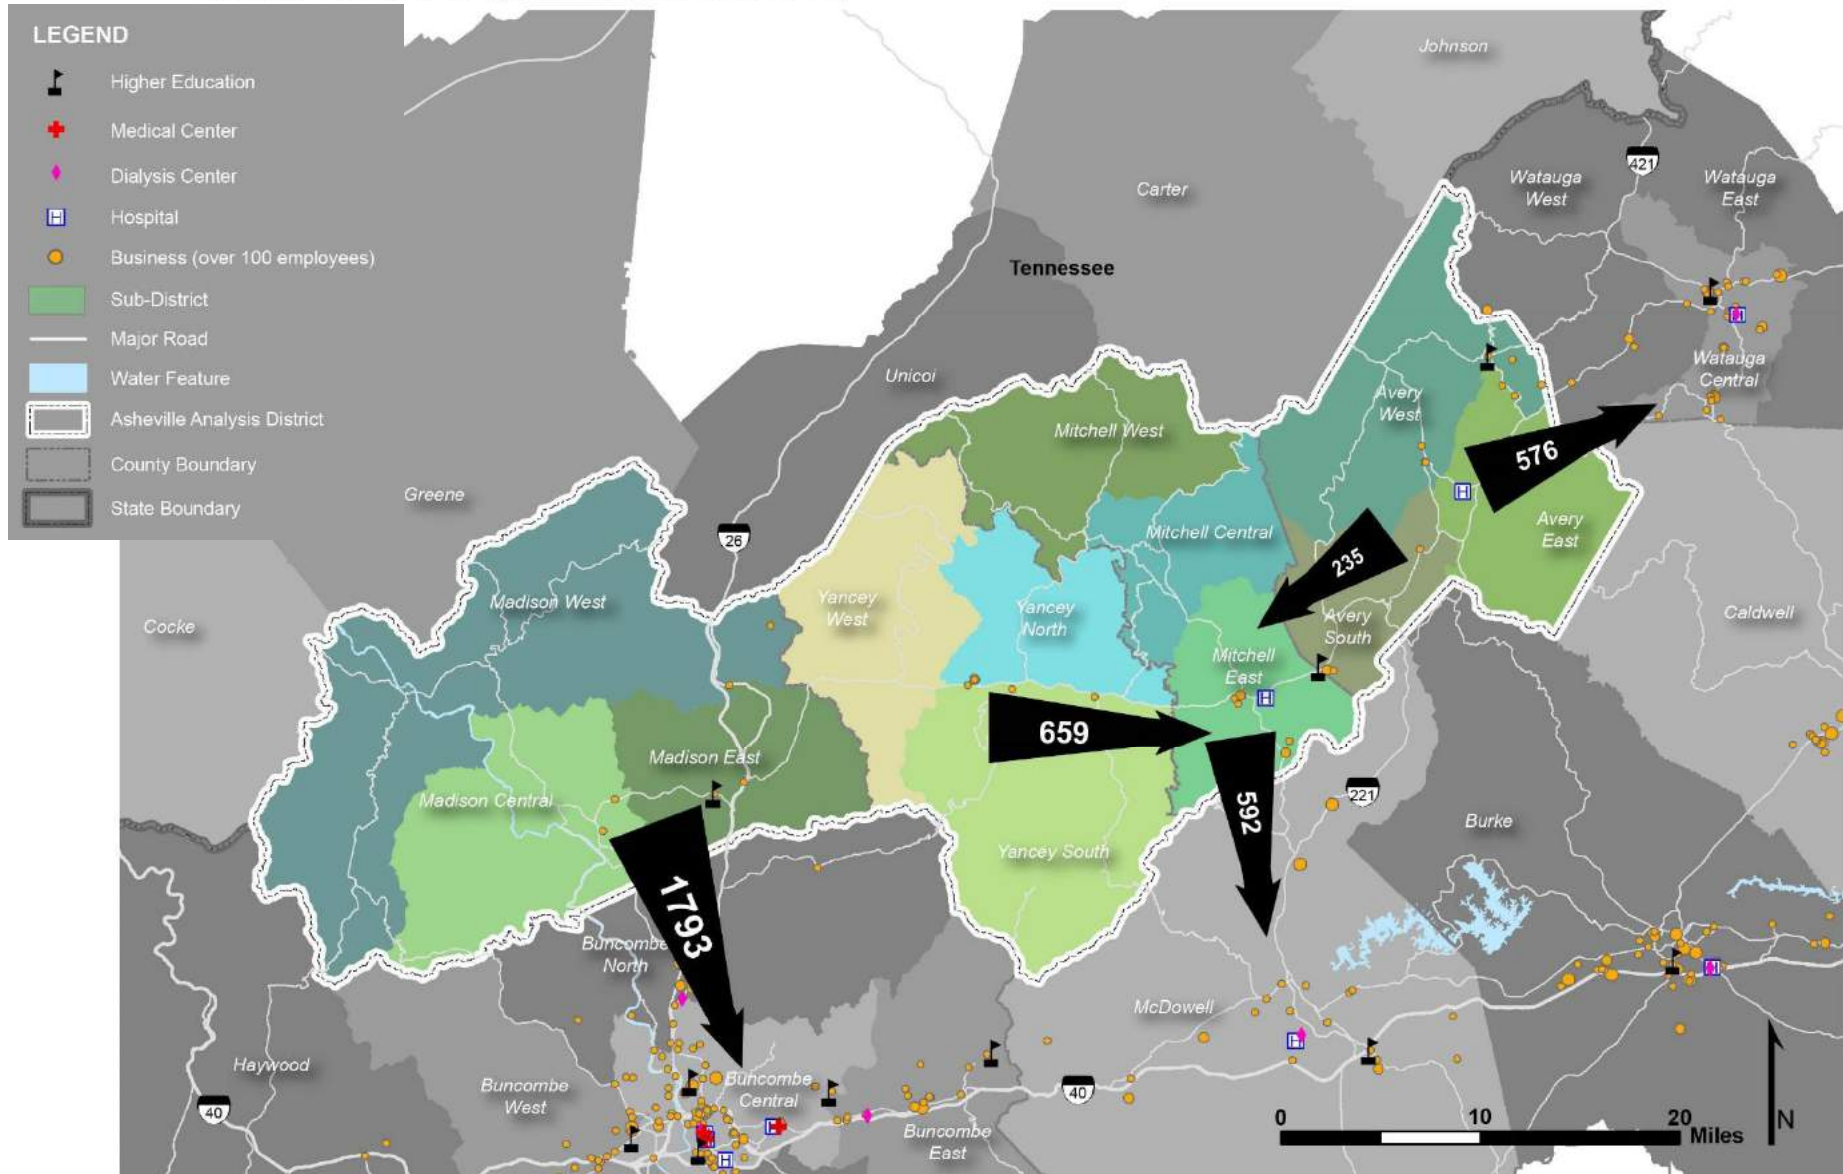 LEGEND
Higher Education
Medical Center
Dialysis Center
H
Hospital
Business (over 100 employees)
Sub-District
Major Road
Water Feature
Asheville Analysis District
County Boundary
State Boundary
Johnson
421
Watauga
West
Watauga
East
Carter
Tennessee
H
Watauga
Central
Unicoi
Avery
West
Mitchell West
576
Greene
H
Avery
East
26
Mitchell Central
235
Madison West
Yancey
West
Yancey
North
Avery
South
Caldwell
Cocke
Mitchell
East
H
659
Madison East
221
Madison Central
592
Burke
Yancey South
1793
Buncombe
North
H
McDowell
H
Haywood
Buncombe
West
Buncombe
Central
40
40
H
H
Buncombe
East
H
0
10
20
Miles
N